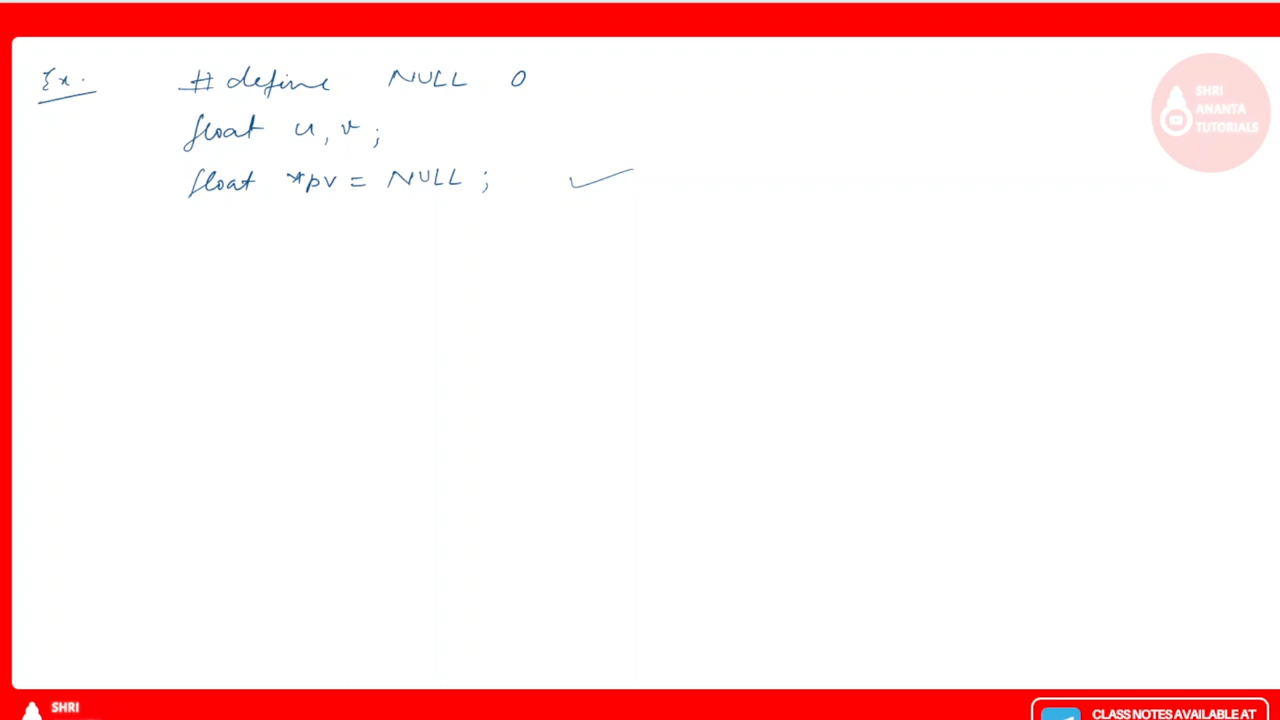 Ex. # define NULL 0
float u, v ;
float *pv = NULL ;
SHRI
ANANTA
TUTORIALS
SHRI
CLASS NOTES AVAILABLE AT